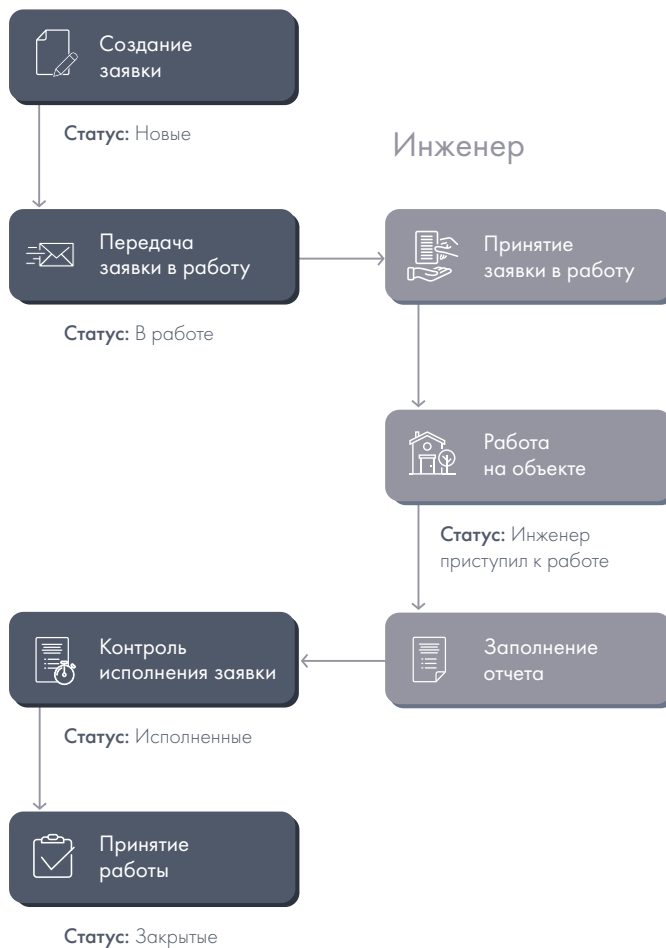 Создание
заявки
Статус: Новые
Инженер
Передача
заявки в работу
Принятие
заявки в работу
Статус: В работе
Работа
на объекте
Статус: Инженер
приступил к работе
Контроль
исполнения заявки
Заполнение
отчета
Статус: Исполненные
Принятие
работы
Статус: Закрытые